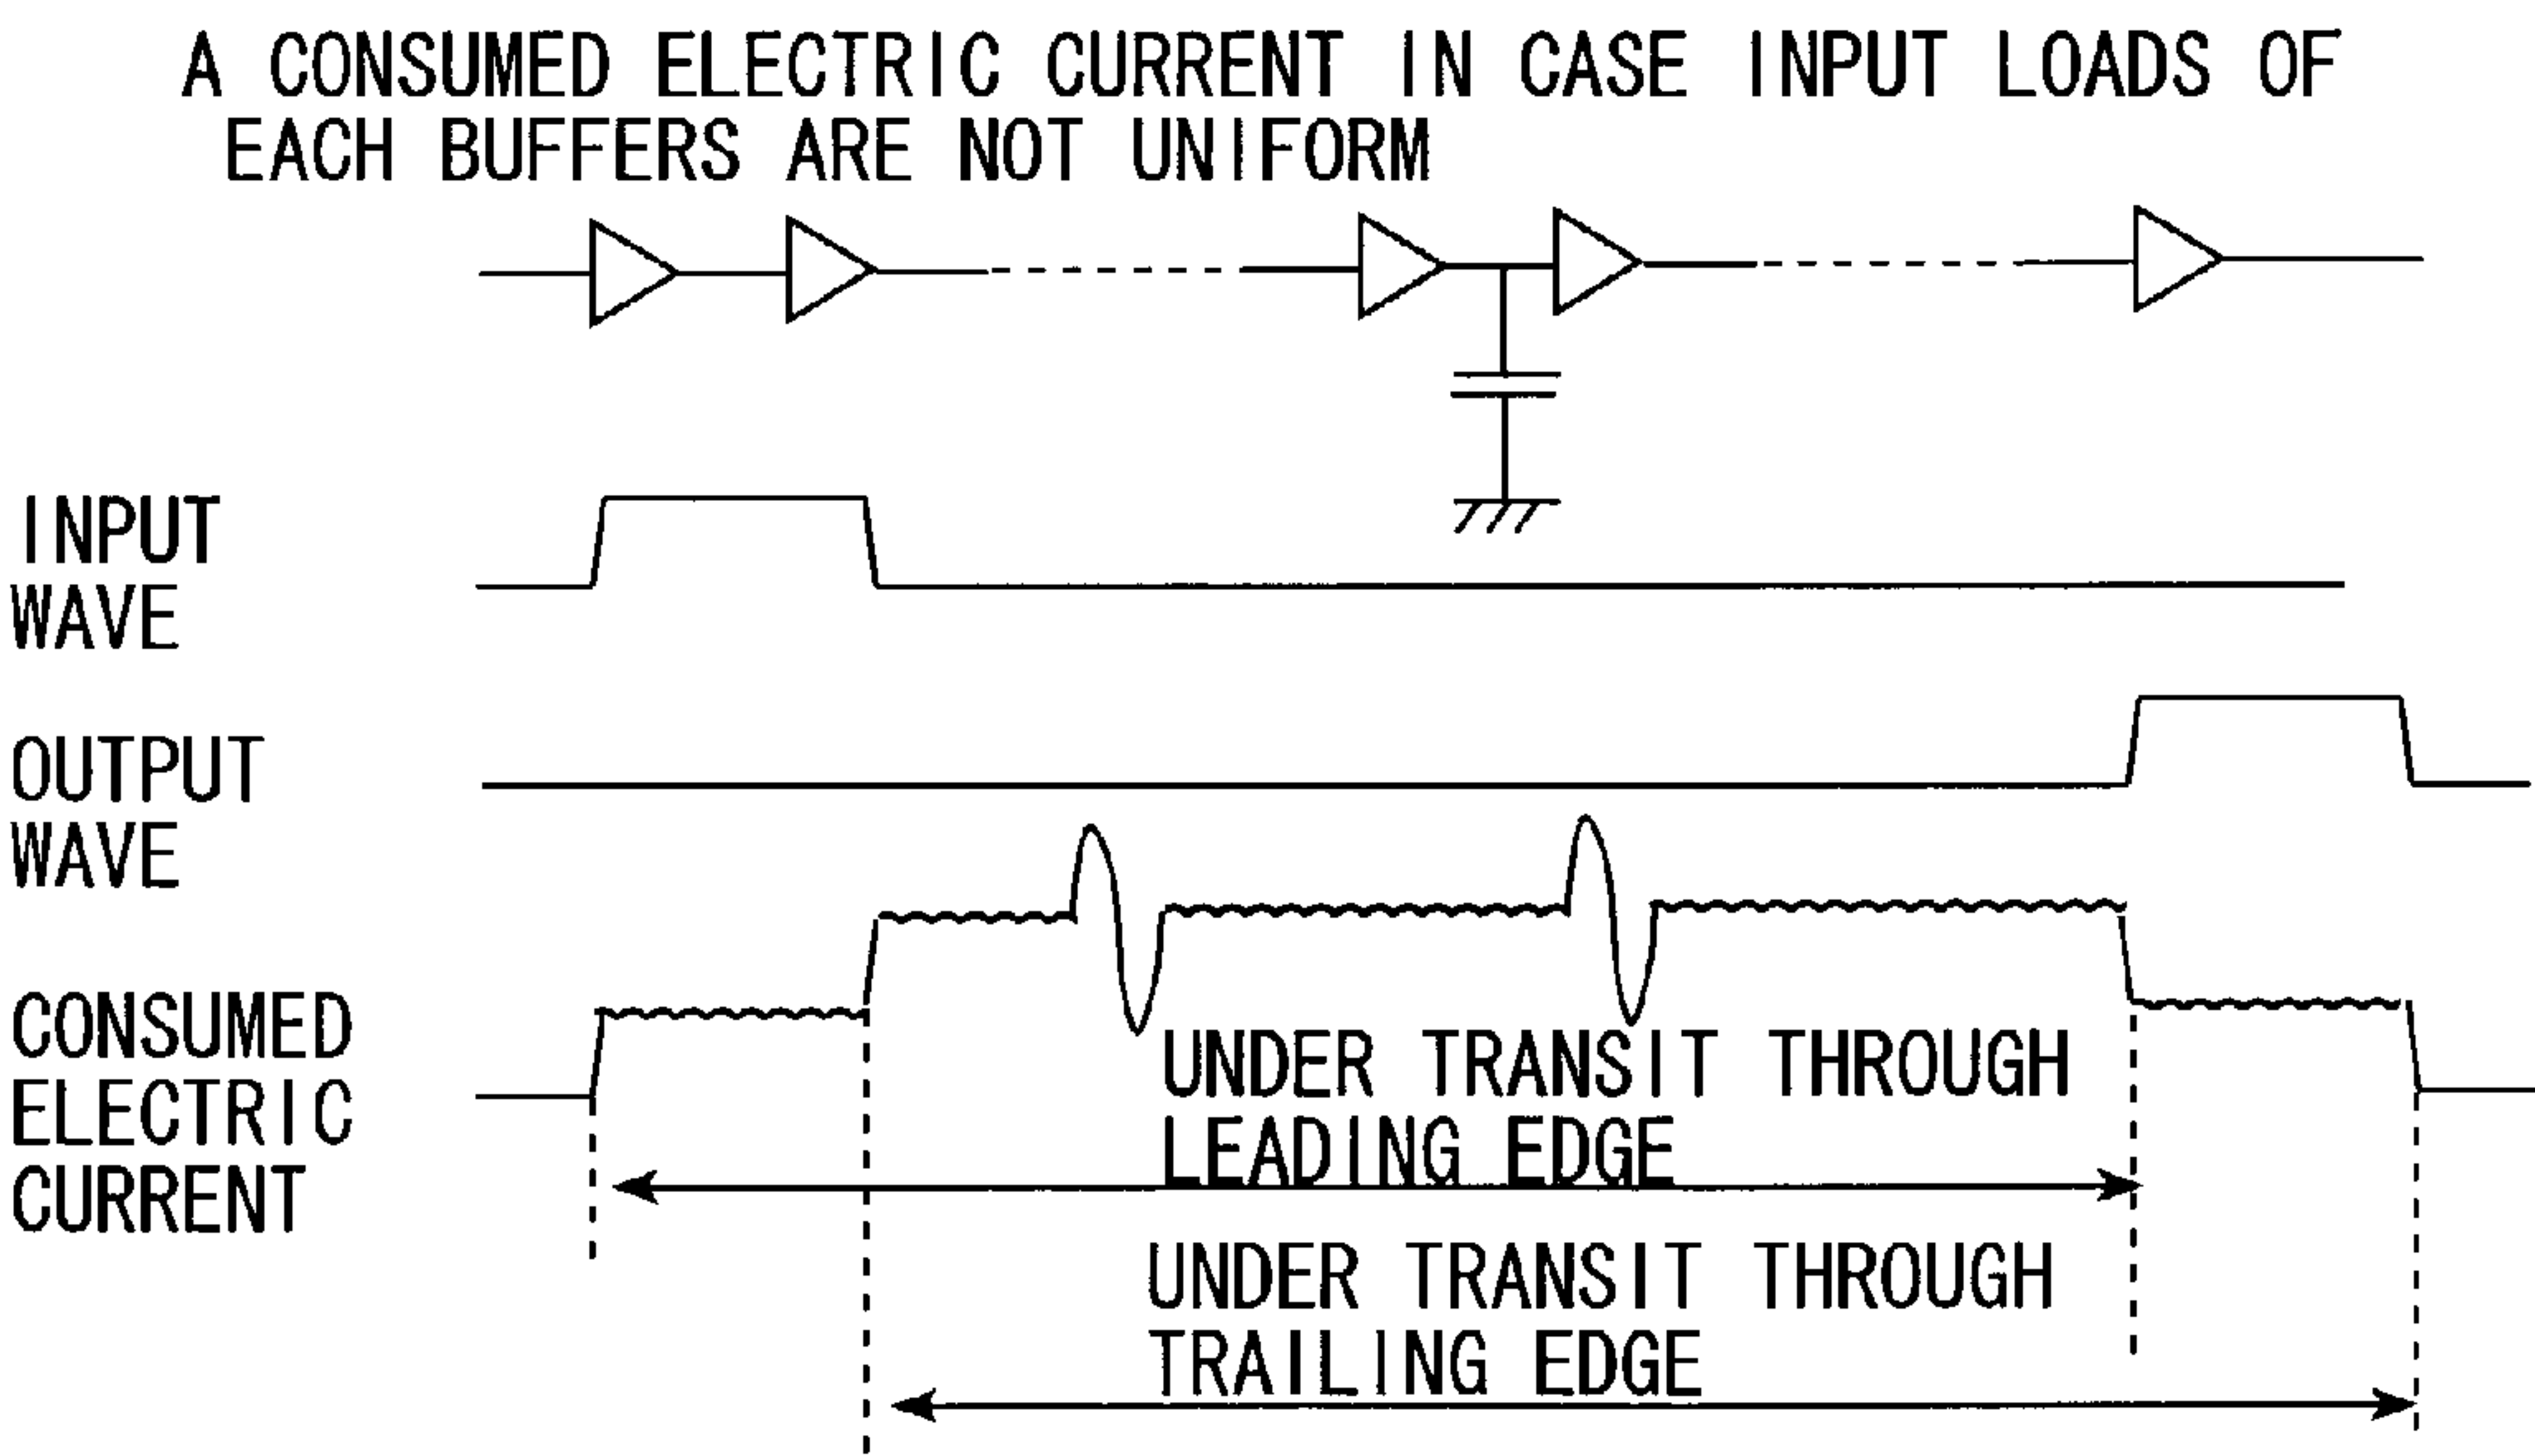 A CONSUMED ELECTRIC CURRENT IN CASE INPUT LOADS OF
EACH BUFFERS ARE NOT UNIFORM
INPUT
WAVE
OUTPUT
WAVE
CONSUMED
ELECTRIC
CURRENT
UNDER TRANSIT THROUGH
LEADING EDGE
UNDER TRANSIT THROUGH
TRAILING EDGE